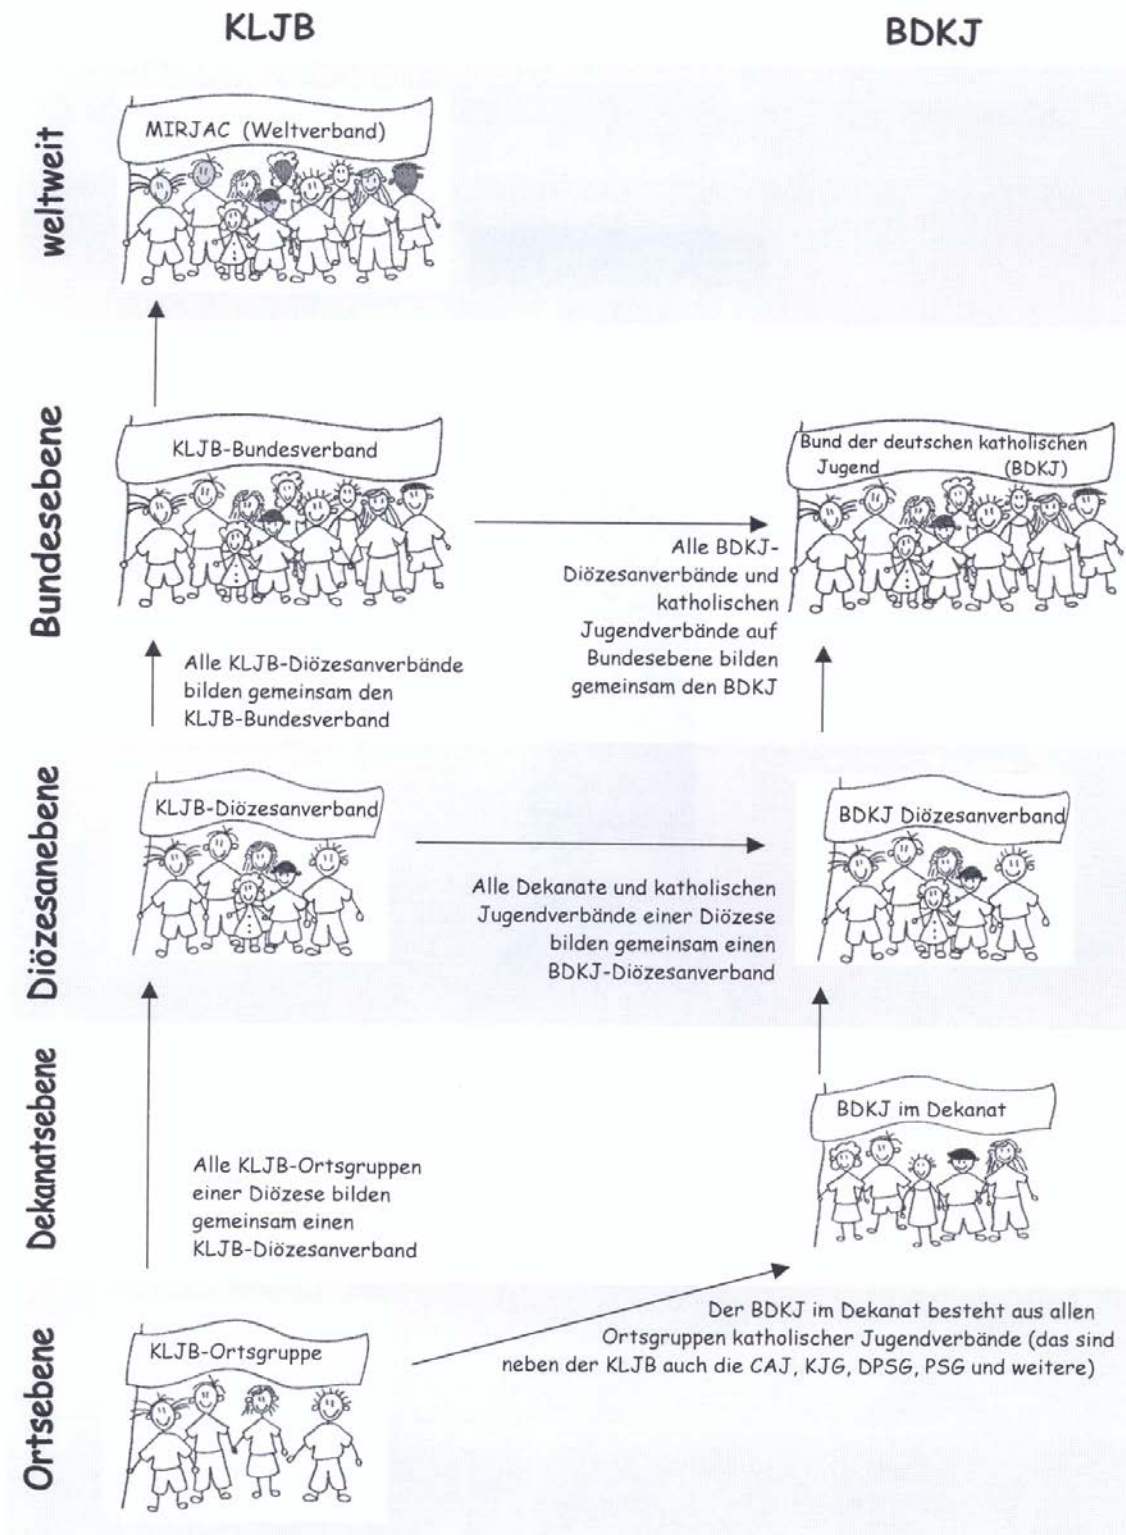 KLJB
BDKJ
weltweit
MIRJAC (Weltverband)
Bundesebene
KLJB-Bundesverband
Bund der deutschen katholischen
Jugend (BDKJ)
Alle BDKJ-
Diözesanverbände und
katholischen
Jugendverbände auf
Bundesebene bilden
gemeinsam den BDKJ
Alle KLJB-Diözesanverbände
bilden gemeinsam den
KLJB-Bundesverband
Diözesanebene
KLJB-Diözesanverband
BDKJ Diözesanverband
Alle Dekanate und katholischen
Jugendverbände einer Diözese
bilden gemeinsam einen
BDKJ-Diözesanverband
Dekanatsebene
BDKJ im Dekanat
Alle KLJB-Ortsgruppen
einer Diözese bilden
gemeinsam einen
KLJB-Diözesanverband
Der BDKJ im Dekanat besteht aus allen
Ortsgruppen katholischer Jugendverbände (das sind
neben der KLJB auch die CAJ, KJG, DPSG, PSG und weitere)
Ortsebene
KLJB-Ortsgruppe